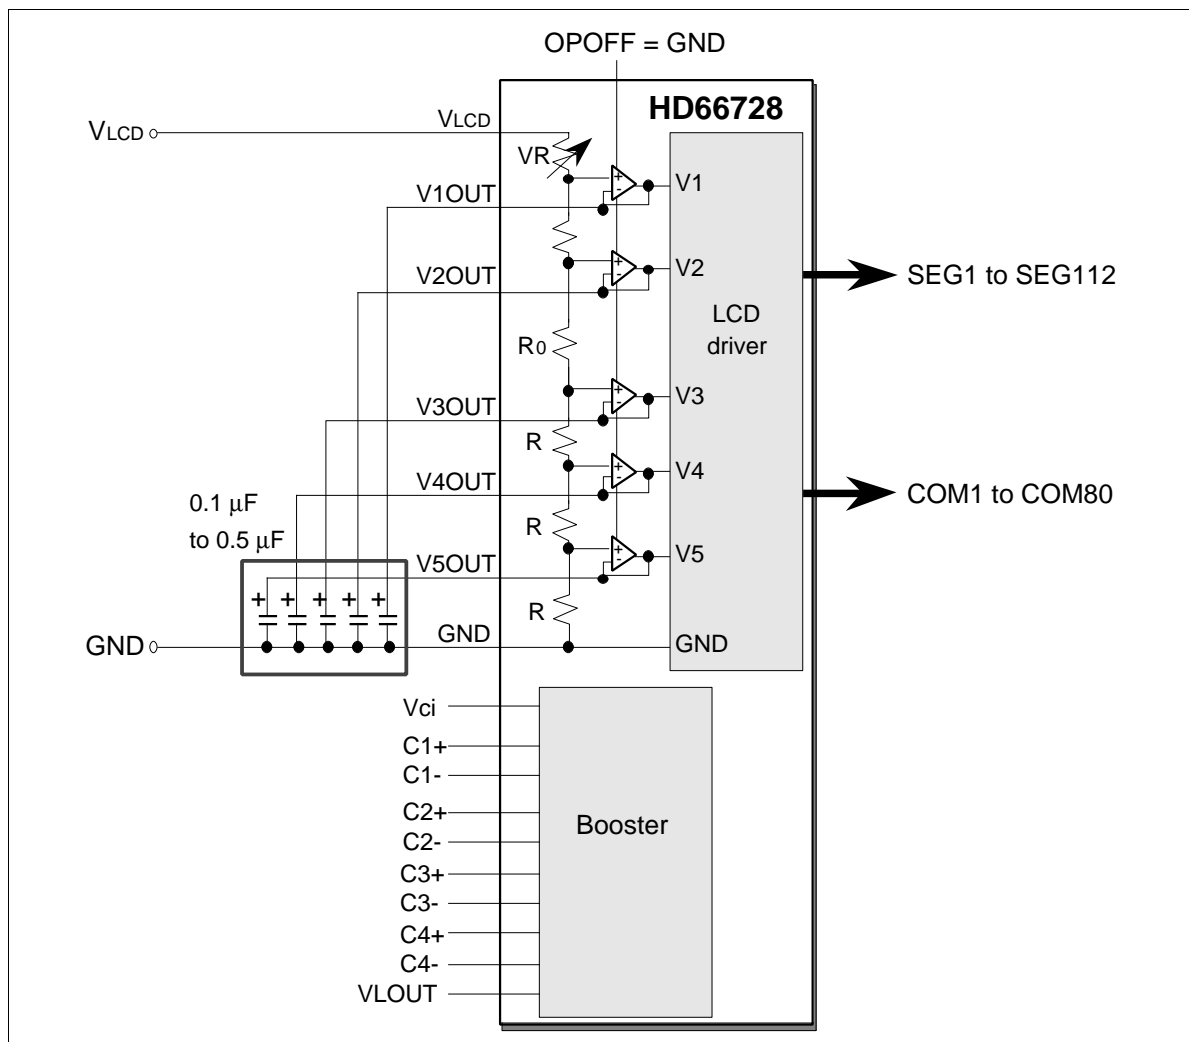 OPOFF = GND
HD66728
VLCD
VLCD
VR
V1OUT
V1
V2OUT
V2
SEG1 to SEG112
LCD
driver
R0
V3OUT
V3
R
V4OUT
V4
COM1 to COM80
0.1 µF
to 0.5 µF
R
V5OUT
V5
R
GND
GND
GND
Vci
C1+
C1-
C2+
C2-
C3+
C3-
C4+
C4-
VLOUT
Booster
+ + + + +
+
-
+
-
+
-
+
-
+
-